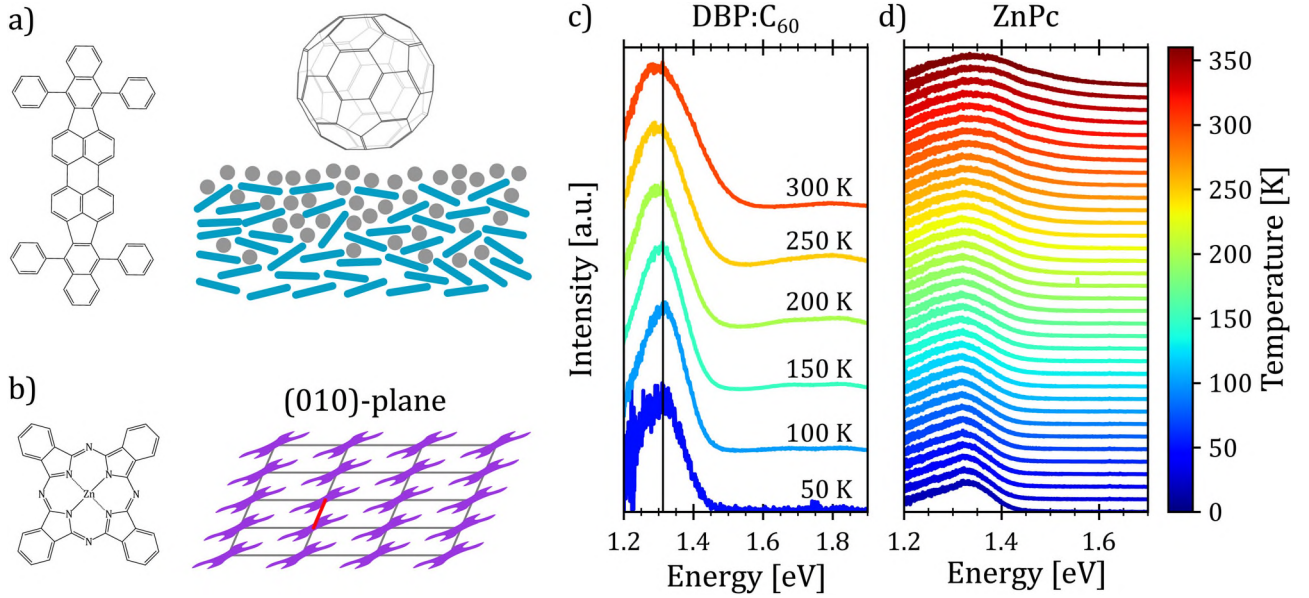 a)
b)
N
N
N
N
Zn
N
N
N
N
(010)-plane
c)
DBP:C₆₀
Intensity [a.u.]
300 K
250 K
200 K
150 K
100 K
50 K
1.2 1.4 1.6 1.8
Energy [eV]
d)
ZnPc
1.2 1.4 1.6
Energy [eV]
350
300
250
200
150
100
50
0
Temperature [K]